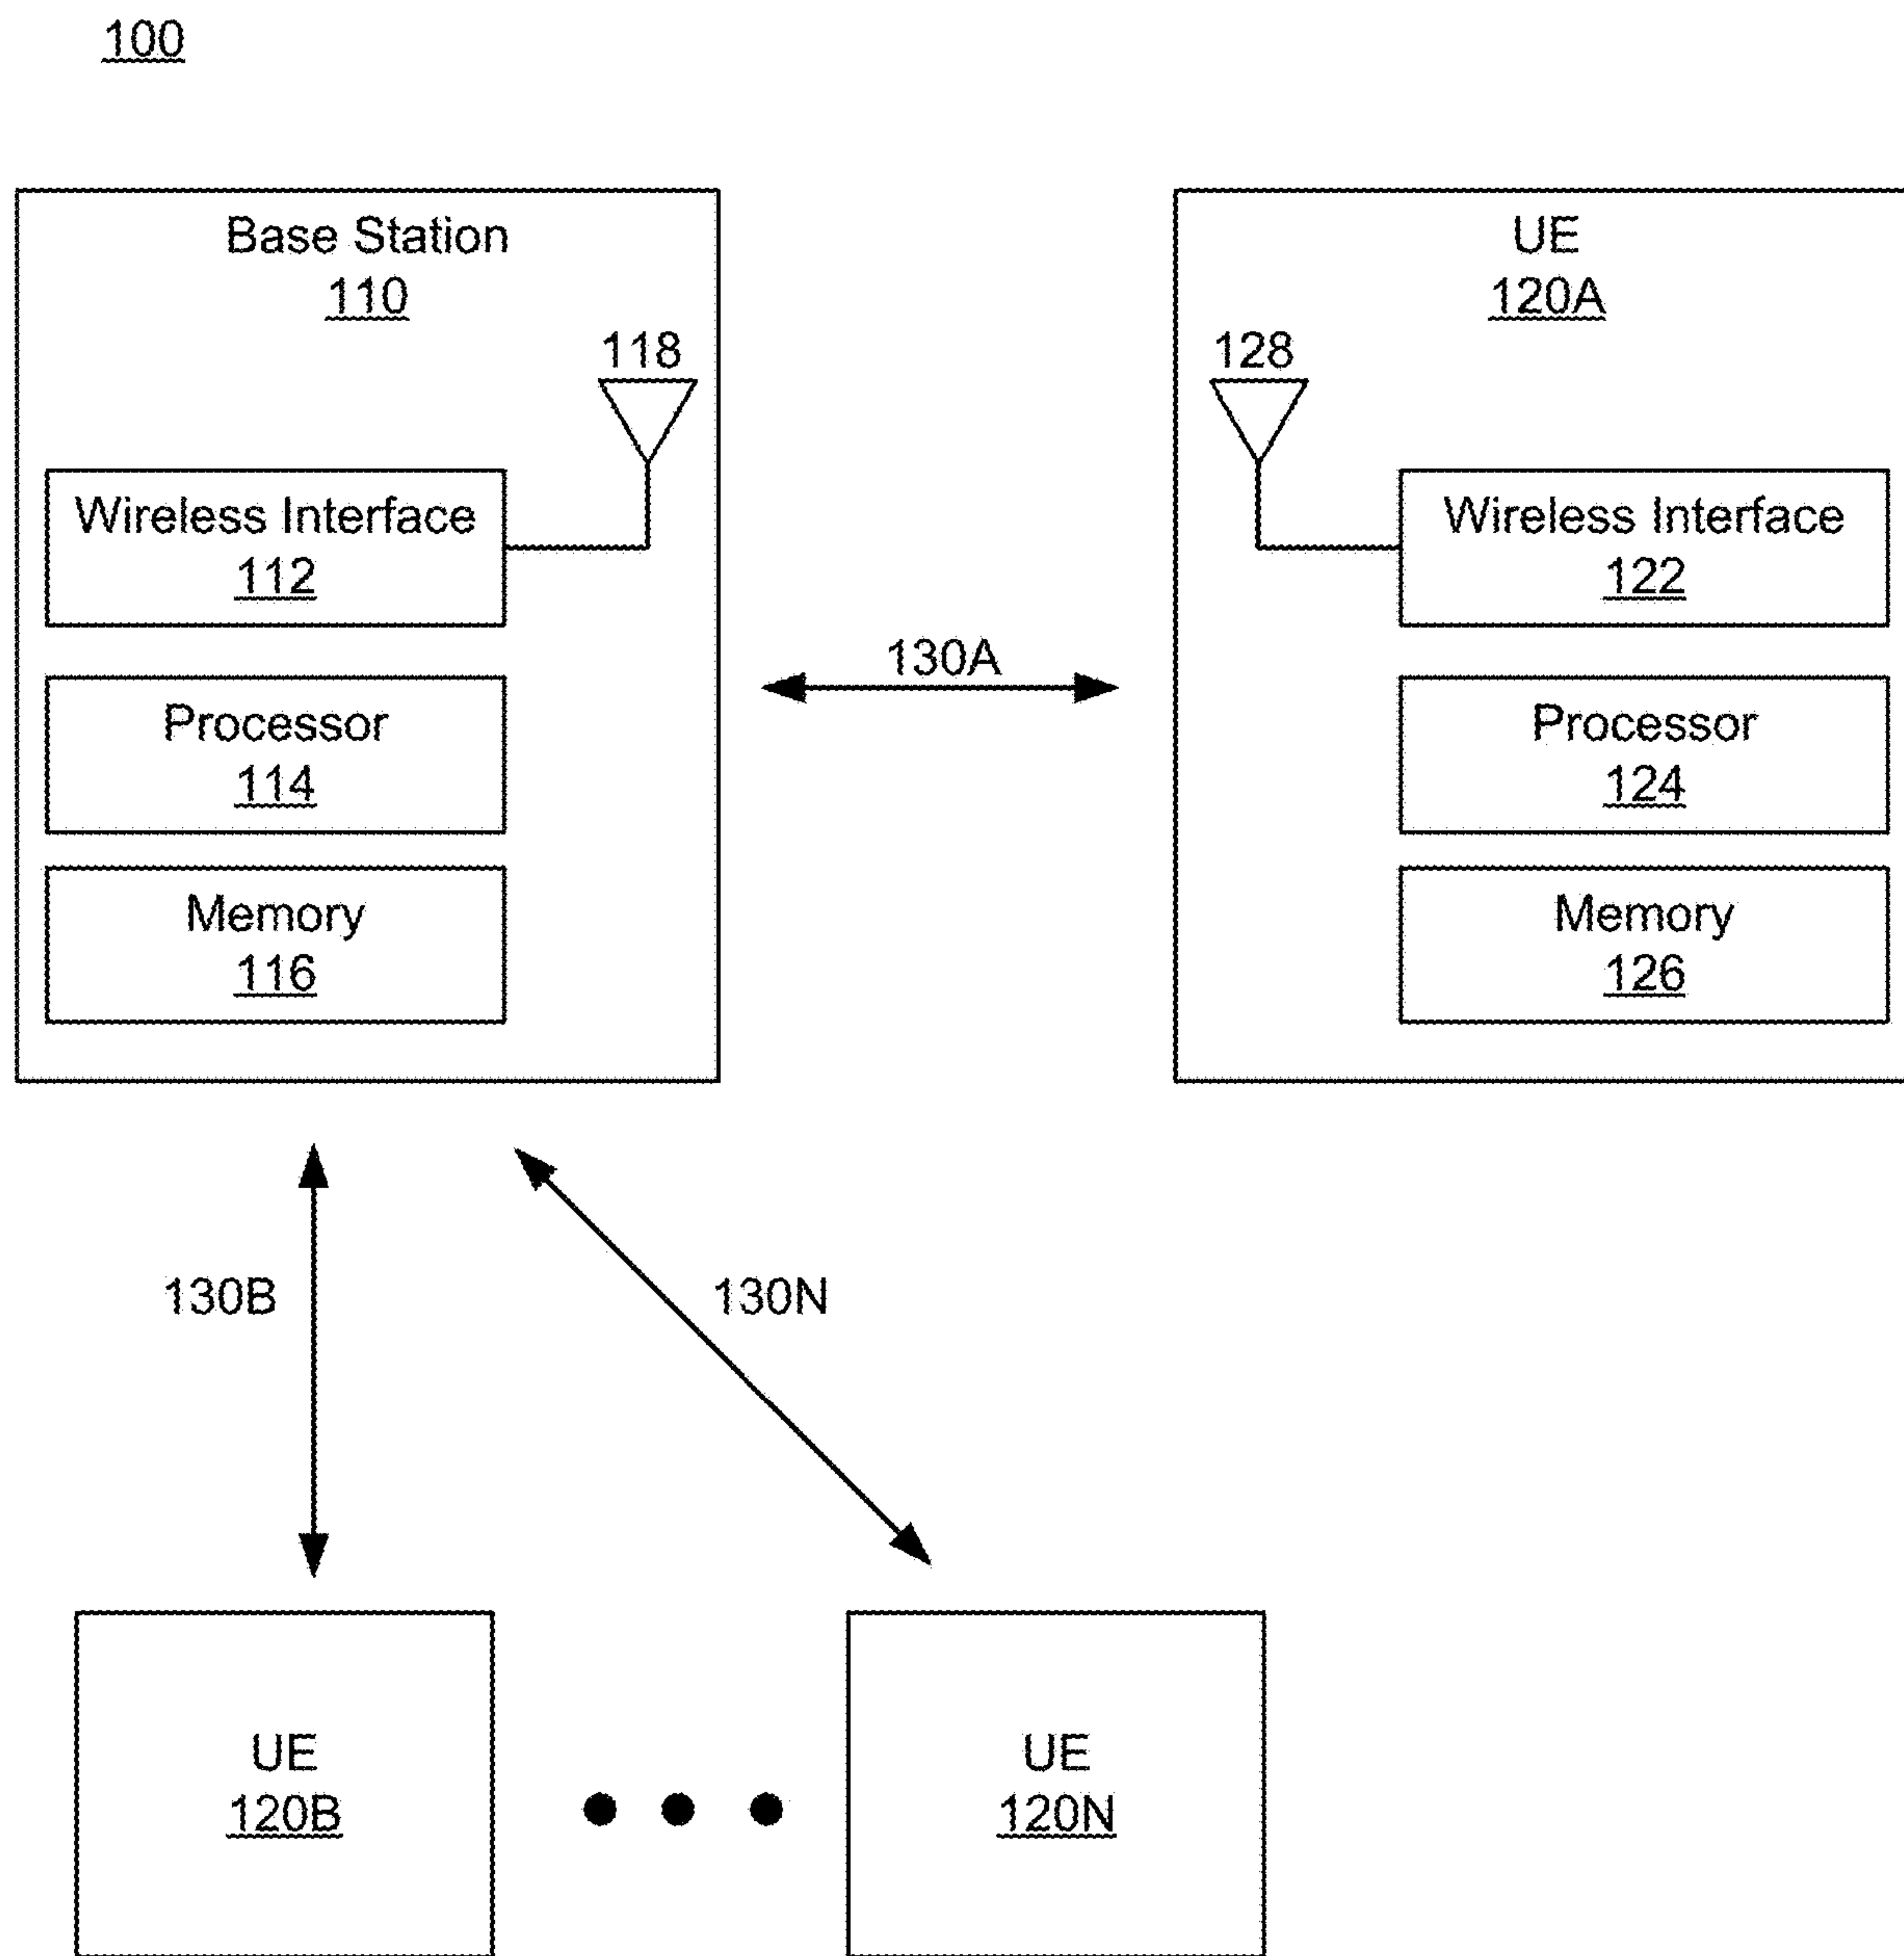 100
Base Station
110
118
Wireless Interface
112
Processor
114
Memory
116
130A
UE
120A
128
Wireless Interface
122
Processor
124
Memory
126
130B
130N
UE
120B
UE
120N